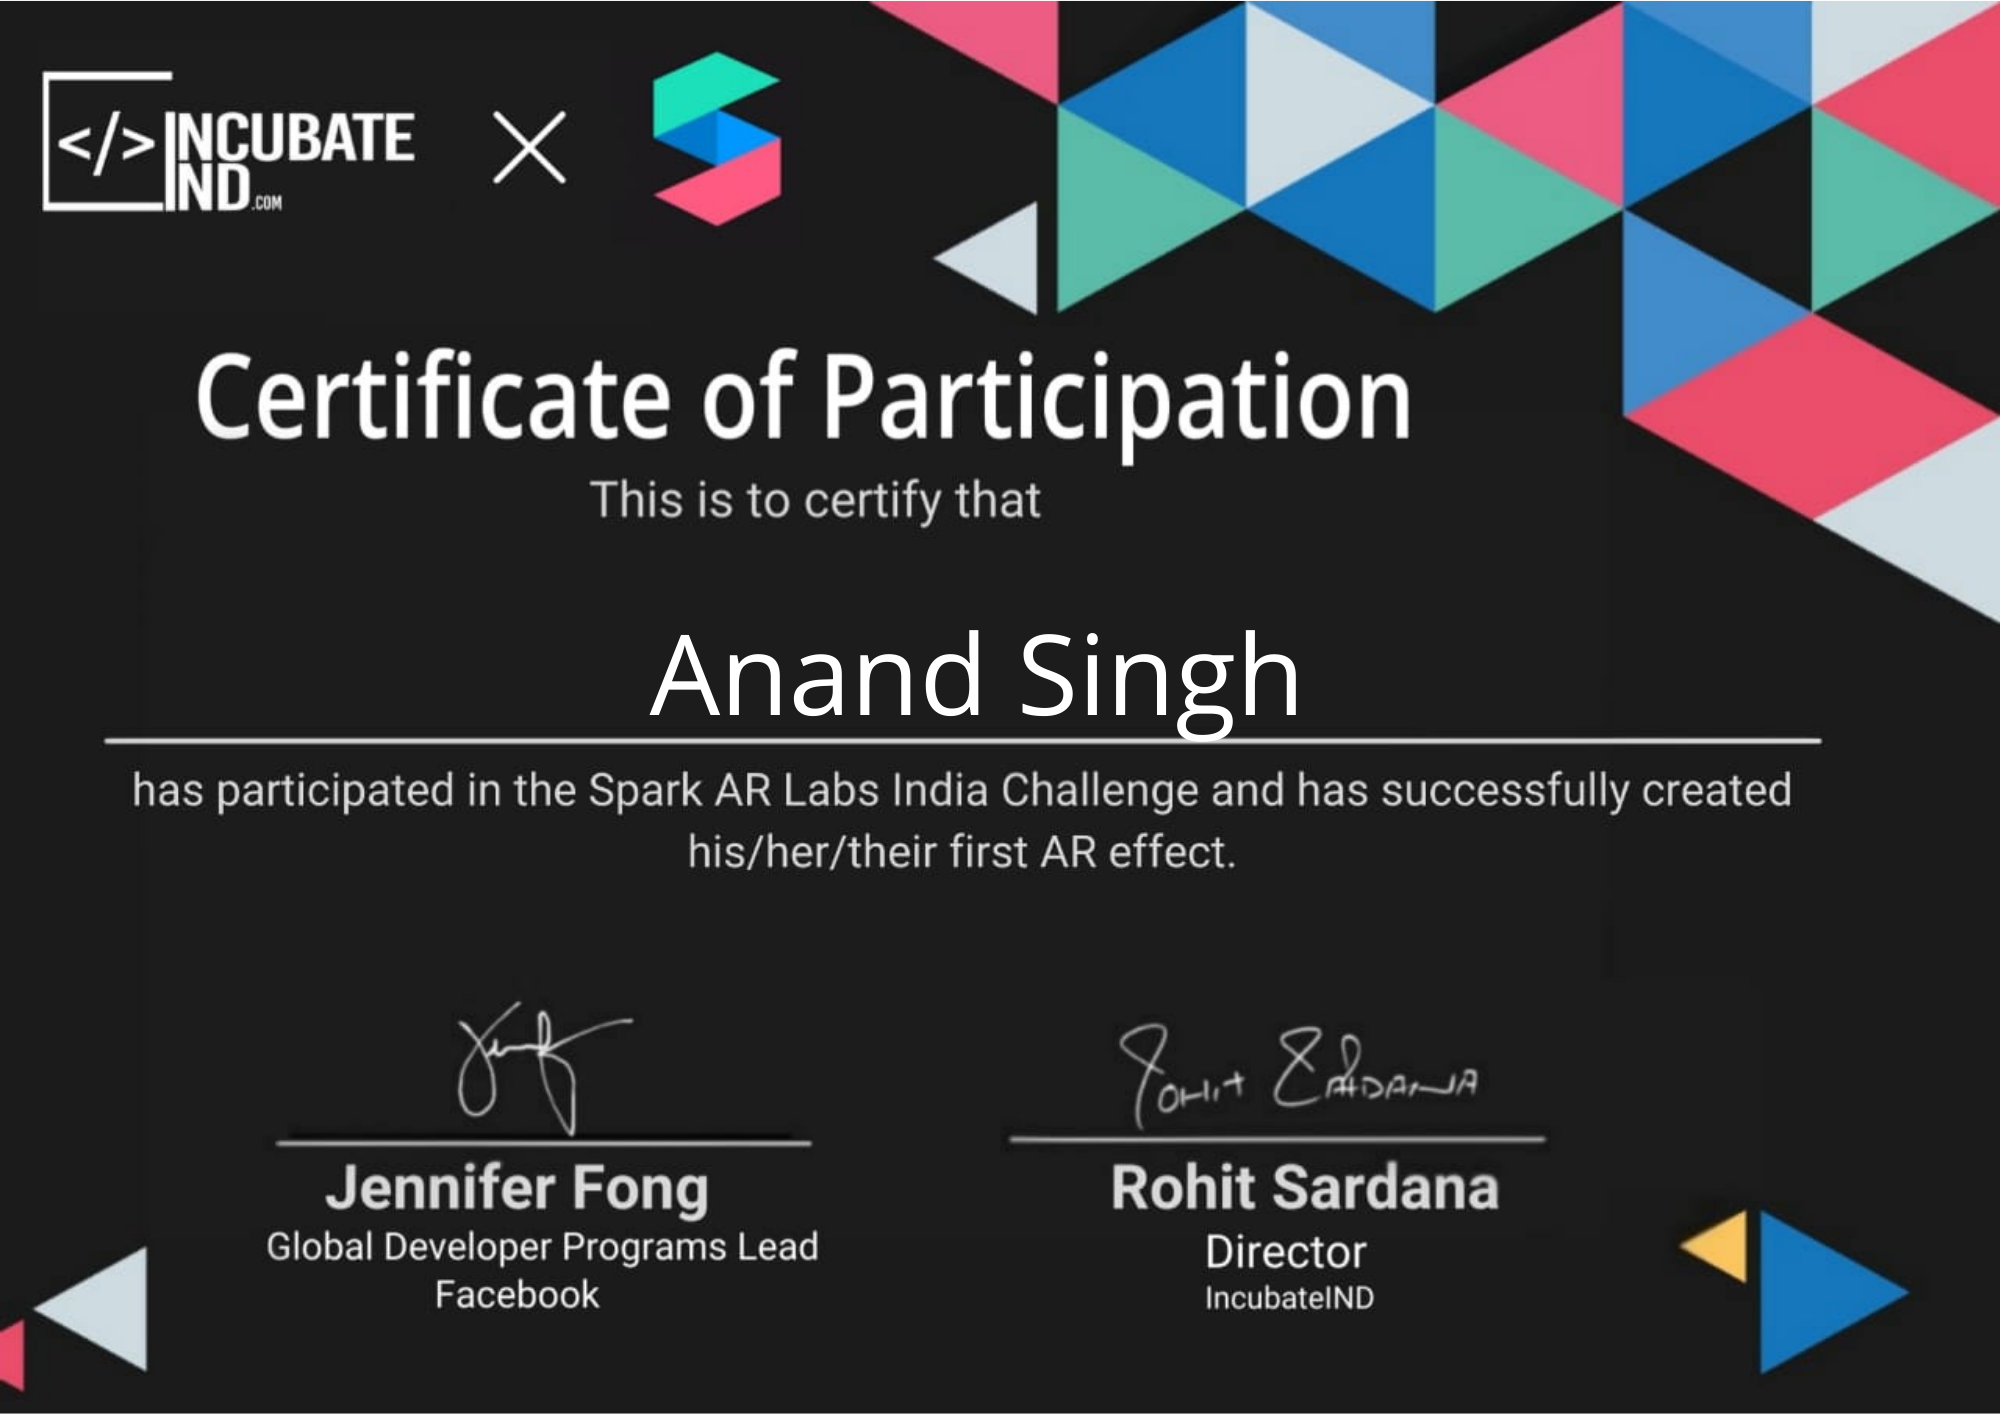 </> INCUBATE
IND.COM
Certificate of Participation
This is to certify that
Anand Singh
has participated in the Spark AR Labs India Challenge and has successfully created
his/her/their first AR effect.
Rohit Sardana
Jennifer Fong
Rohit Sardana
Global Developer Programs Lead
Director
Facebook
IncubateIND